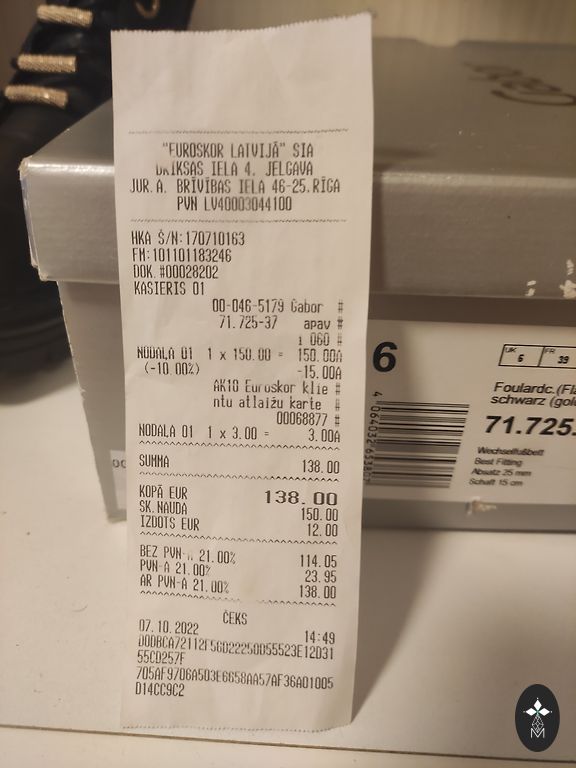 "EUROSKOR LATVIJĀ" SIA
DRIKSAS IELA 4. JELGAVA
JUR.A. BRĪVĪBAS IELA 46-25.RĪGA
PVN LV40003044100
HKA S/N:170710163
FM:101101183246
DOK.#00028202
KASIERIS 01
00-046-5179 Gabor #
71.725-37 apav #
i 060 #
NODAĻA 01 1 x 150.00 = 150.00A
(-10.00%) -15.00A
AK10 Euroskor klie #
ntu atlaižu karte #
00068877 #
NODAĻA 01 1 x 3.00 = 3.00A
SUMMA 138.00
KOPĀ EUR 138.00
SK.NAUDA 150.00
IZDOTS EUR 12.00
BEZ PVN-A 21.00% 114.05
PVN-A 21.00% 23.95
AR PVN-A 21.00% 138.00
ČEKS
07.10.2022 14:49
55CD257F
D14CC9C2
6
UK 6 FR 39
Foulardc.(Fla
schwarz (gol
71.725.
Wechselfußbett
Best Fitting
Absatz 25 mm
Schaft 15 cm